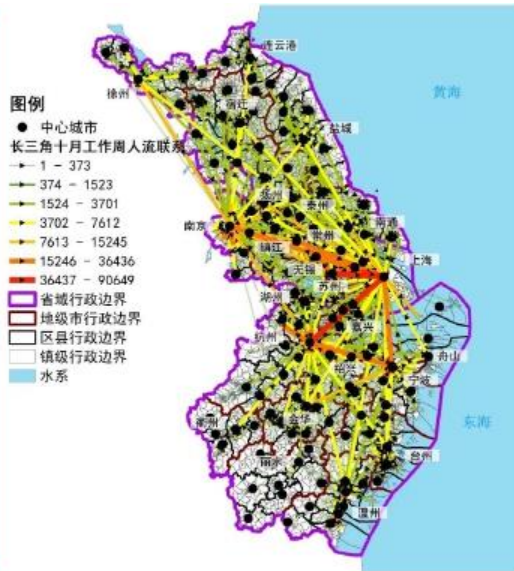 连云港
徐州
黄海
图例
宿迁
中心城市
盐城
长三角十月工作周人流联系
1 - 373
374 - 1523
1524 - 3701
泰州
3702 - 7612
南京
南通
7613 - 15245
镇江
常州
15246 - 36436
上海
36437 - 90649
无锡
苏州
省域行政边界
湖州
地级市行政边界
嘉兴
区县行政边界
杭州
舟山
镇级行政边界
绍兴
宁波
水系
衢州
金华
东海
台州
丽水
温州